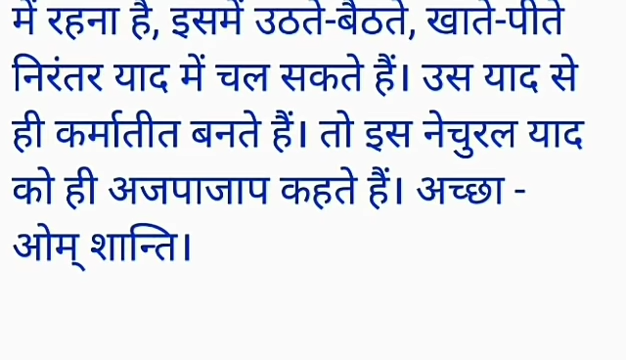 में रहना है, इसमें उठते-बैठते, खाते-पीते
निरंतर याद में चल सकते हैं। उस याद से
ही कर्मातीत बनते हैं। तो इस नेचुरल याद
को ही अजपाजाप कहते हैं। अच्छा -
ओम् शान्ति।